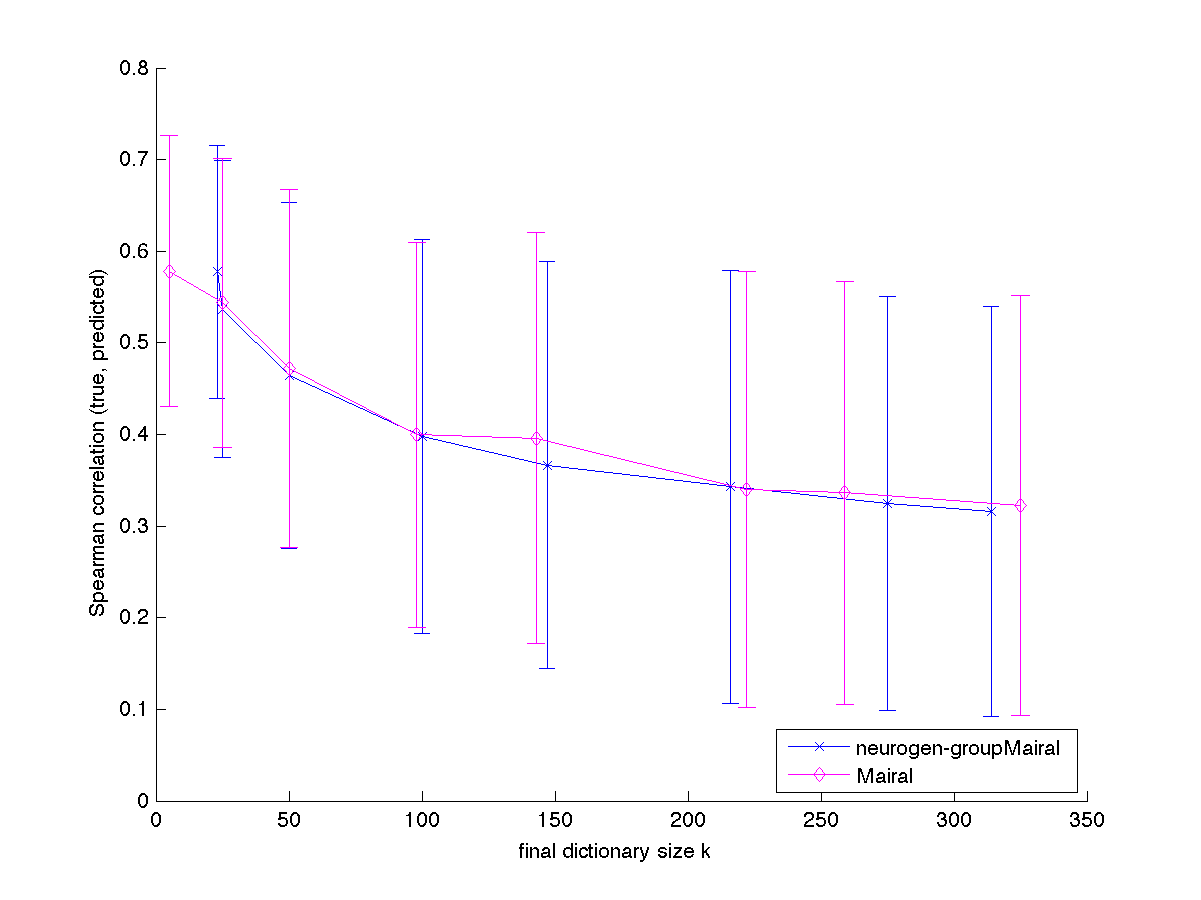 0.8
0.7
0.6
0.5
0.4
0.3
0.2
0.1
0
Spearman correlation (true, predicted)
0 50 100 150 200 250 300 350
final dictionary size k
neurogen-groupMairal
Mairal